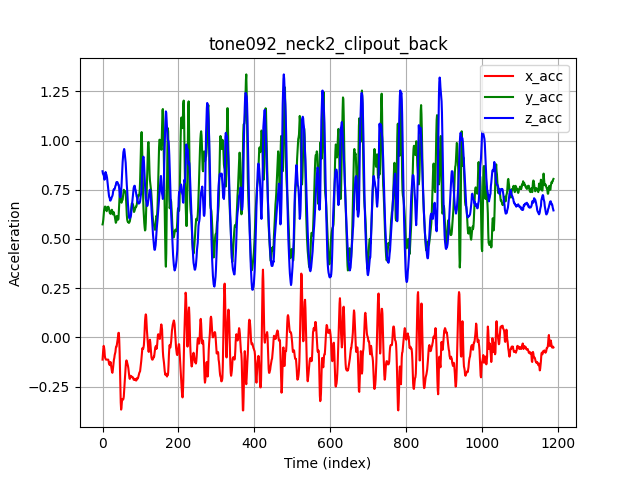 tone092_neck2_clipout_back
x_acc
y_acc
z_acc
Acceleration
1.25
1.00
0.75
0.50
0.25
0.00
−0.25
0 200 400 600 800 1000 1200
Time (index)